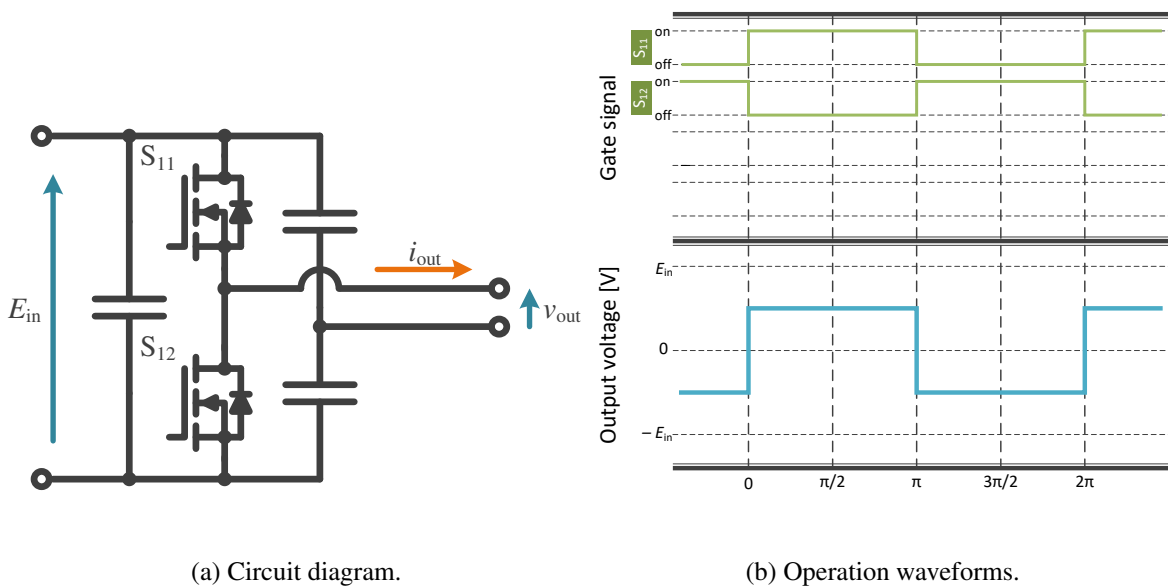 S11
S12
Ein
iout
vout
(a) Circuit diagram.
Gate signal
S11
on
off
S12
on
off
Output voltage [V]
Ein
0
– Ein
0 π/2 π 3π/2 2π
(b) Operation waveforms.